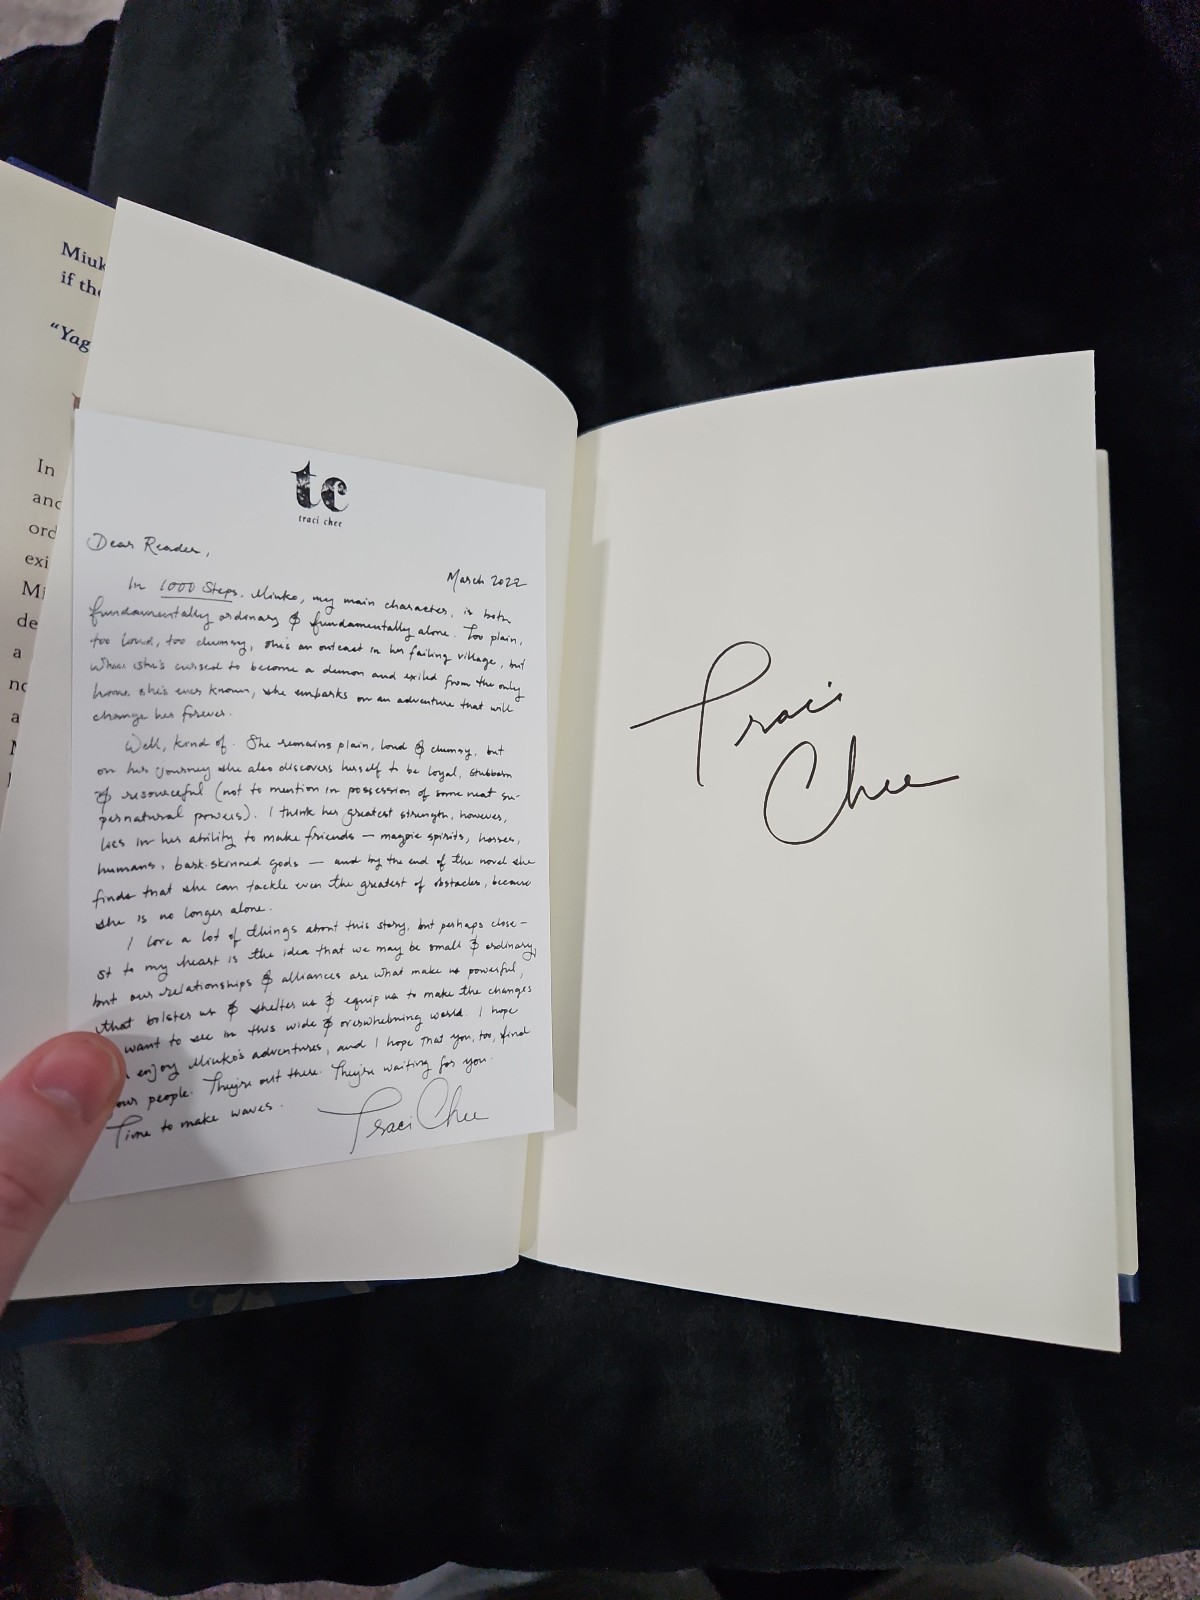 Miuk
if the
"Yag
In
and
ord
exi
Mi
de
a
no
a
tc
traci chee
Dear Reader,
March 2022
In 1000 Steps, Miuko, my main character, is both
fundamentally ordinary & fundamentally alone. Too plain,
too loud, too clumsy, she's an outcast in her failing village, but
when she's cursed to become a demon and exiled from the only
home she's ever known, she embarks on an adventure that will
change her forever.
Well, kind of. She remains plain, loud & clumsy, but
on her journey she also discovers herself to be loyal, stubborn
& resourceful (not to mention in possession of some neat su-
pernatural powers). I think her greatest strength, however,
lies in her ability to make friends — magpie spirits, horses,
humans, bark-skinned gods — and by the end of the novel she
finds that she can tackle even the greatest of obstacles, because
she is no longer alone.
I love a lot of things about this story, but perhaps close-
st to my heart is the idea that we may be small & ordinary,
but our relationships & alliances are what make us powerful,
that bolster us & shelter us & equip us to make the changes
want to see in this wide & overwhelming world. I hope
enjoy Miuko's adventures, and I hope that you, too, find
our people. They're out there. They're waiting for you.
Time to make waves.
Traci Chee
Traci
Chee